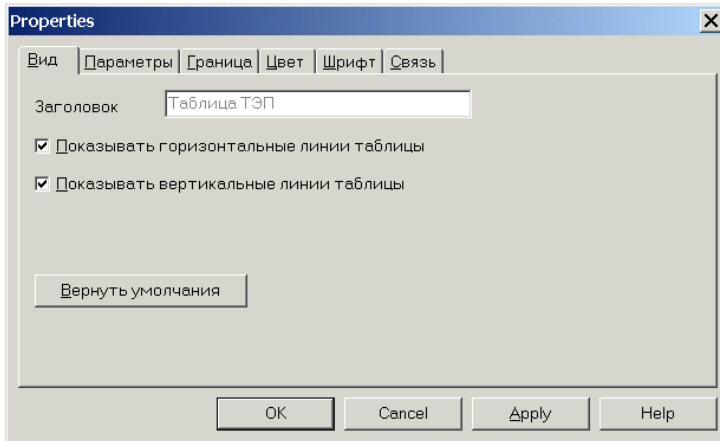 Properties
Вид Параметры Граница Цвет Шрифт Связь
Заголовок Таблица ТЭП
Показывать горизонтальные линии таблицы
Показывать вертикальные линии таблицы
Вернуть умолчания
OK Cancel Apply Help